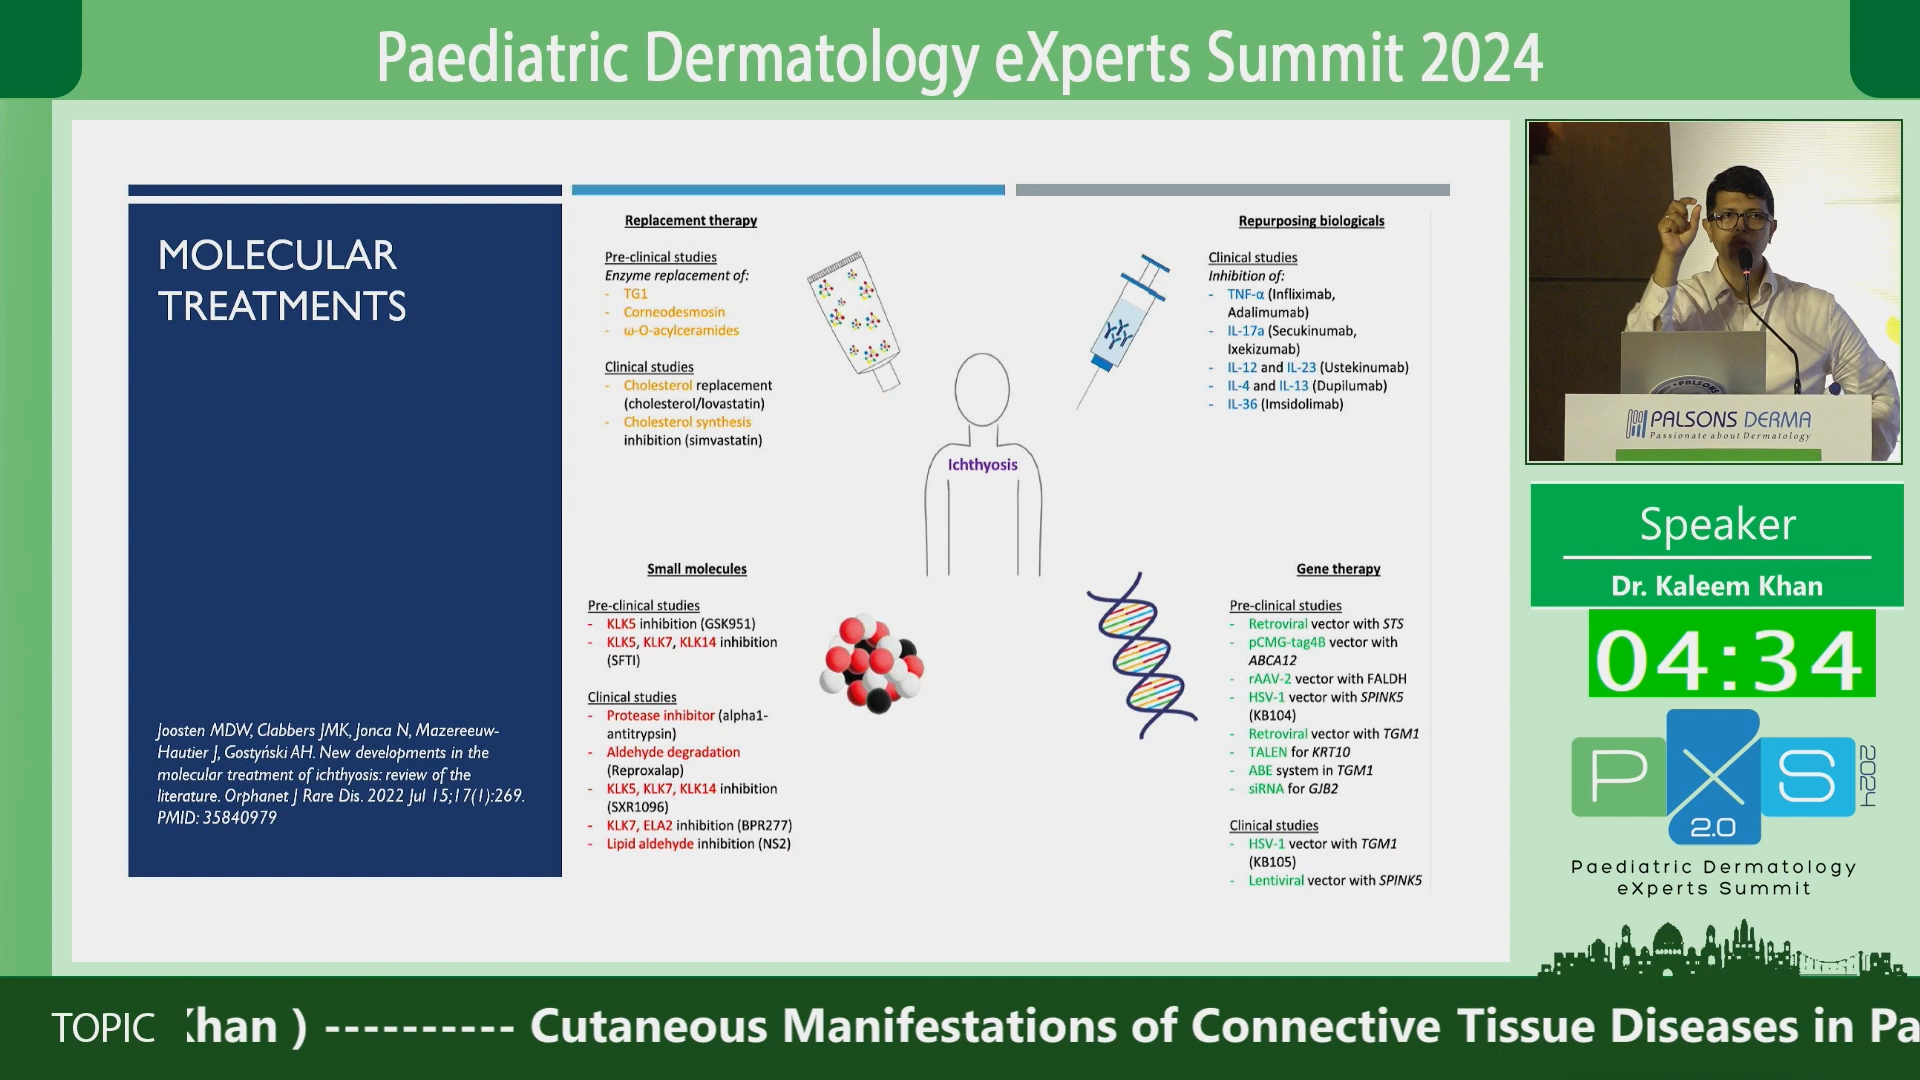 Paediatric Dermatology eXperts Summit 2024
MOLECULAR
TREATMENTS
Joosten MDW, Clabbers JMK, Jonca N, Mazereeuw-
Hautier J, Gostyński AH. New developments in the
molecular treatment of ichthyosis: review of the
literature. Orphanet J Rare Dis. 2022 Jul 15;17(1):269.
PMID: 35840979
Replacement therapy
Pre-clinical studies
Enzyme replacement of:
- TG1
- Corneodesmosin
- ω-O-acylceramides
Clinical studies
- Cholesterol replacement
(cholesterol/lovastatin)
- Cholesterol synthesis
inhibition (simvastatin)
Repurposing biologicals
Clinical studies
Inhibition of:
- TNF-α (Infliximab,
Adalimumab)
- IL-17a (Secukinumab,
Ixekizumab)
- IL-12 and IL-23 (Ustekinumab)
- IL-4 and IL-13 (Dupilumab)
- IL-36 (Imsidolimab)
Ichthyosis
Small molecules
Pre-clinical studies
- KLK5 inhibition (GSK951)
- KLK5, KLK7, KLK14 inhibition
(SFTI)
Clinical studies
- Protease inhibitor (alpha1-
antitrypsin)
- Aldehyde degradation
(Reproxalap)
- KLK5, KLK7, KLK14 inhibition
(SXR1096)
- KLK7, ELA2 inhibition (BPR277)
- Lipid aldehyde inhibition (NS2)
Gene therapy
Pre-clinical studies
- Retroviral vector with STS
- pCMG-tag4B vector with
ABCA12
- rAAV-2 vector with FALDH
- HSV-1 vector with SPINK5
(KB104)
- Retroviral vector with TGM1
- TALEN for KRT10
- ABE system in TGM1
- siRNA for GJB2
Clinical studies
- HSV-1 vector with TGM1
(KB105)
- Lentiviral vector with SPINK5
PALSONS
PALSONS DERMA
Passionate about Dermatology
Speaker
Dr. Kaleem Khan
04:34
PXS 2024
2.0
Paediatric Dermatology
eXperts Summit
TOPIC Khan ) ---------- Cutaneous Manifestations of Connective Tissue Diseases in Pa